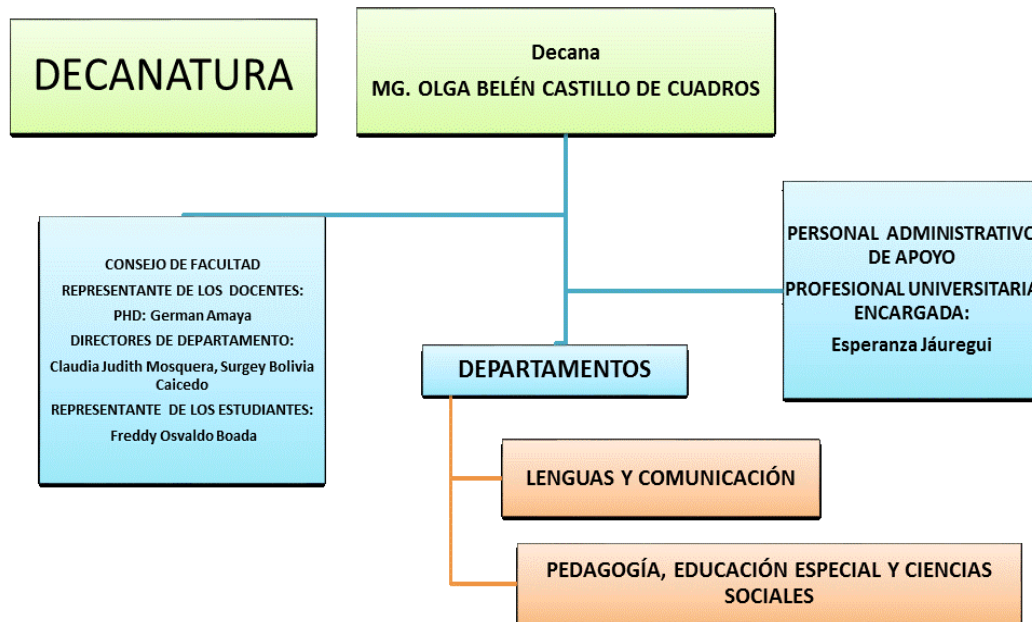 DECANATURA
Decana
MG. OLGA BELÉN CASTILLO DE CUADROS
CONSEJO DE FACULTAD
REPRESENTANTE DE LOS DOCENTES:
PHD: German Amaya
DIRECTORES DE DEPARTAMENTO:
Claudia Judith Mosquera, Surgey Bolivia
Caicedo
REPRESENTANTE DE LOS ESTUDIANTES:
Freddy Osvaldo Boada
PERSONAL ADMINISTRATIVO
DE APOYO
PROFESIONAL UNIVERSITARIA
ENCARGADA:
Esperanza Jáuregui
DEPARTAMENTOS
LENGUAS Y COMUNICACIÓN
PEDAGOGÍA, EDUCACIÓN ESPECIAL Y CIENCIAS
SOCIALES